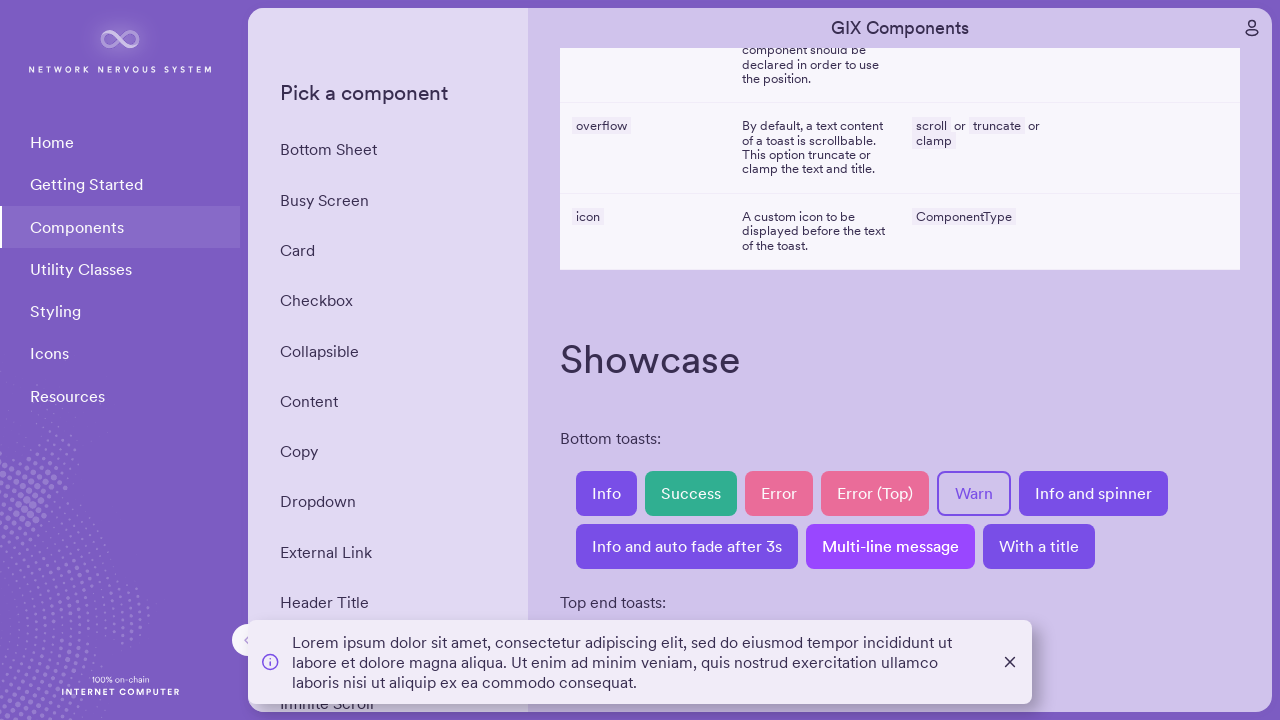 NETWORK NERVOUS SYSTEM
Home
Getting Started
Components
Utility Classes
Styling
Icons
Resources
100% on-chain
INTERNET COMPUTER
Pick a component
Bottom Sheet
Busy Screen
Card
Checkbox
Collapsible
Content
Copy
Dropdown
External Link
Header Title
Infinite Scroll
GIX Components
component should be
declared in order to use
the position.
overflow
By default, a text content
of a toast is scrollable.
This option truncate or
clamp the text and title.
scroll or truncate or
clamp
icon
A custom icon to be
displayed before the text
of the toast.
ComponentType
Showcase
Bottom toasts:
Info Success Error Error (Top) Warn Info and spinner
Info and auto fade after 3s Multi-line message With a title
Top end toasts:
Lorem ipsum dolor sit amet, consectetur adipiscing elit, sed do eiusmod tempor incididunt ut
labore et dolore magna aliqua. Ut enim ad minim veniam, quis nostrud exercitation ullamco
laboris nisi ut aliquip ex ea commodo consequat.